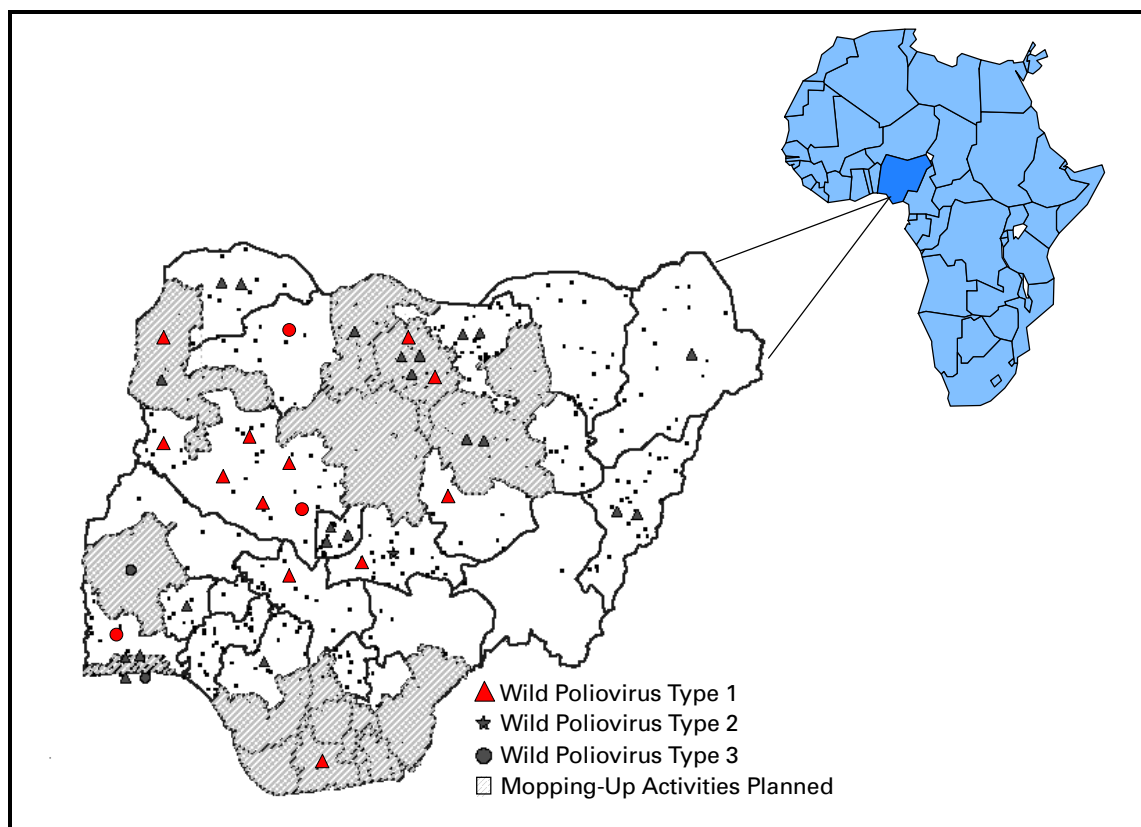 Wild Poliovirus Type 1
Wild Poliovirus Type 2
Wild Poliovirus Type 3
Mopping-Up Activities Planned